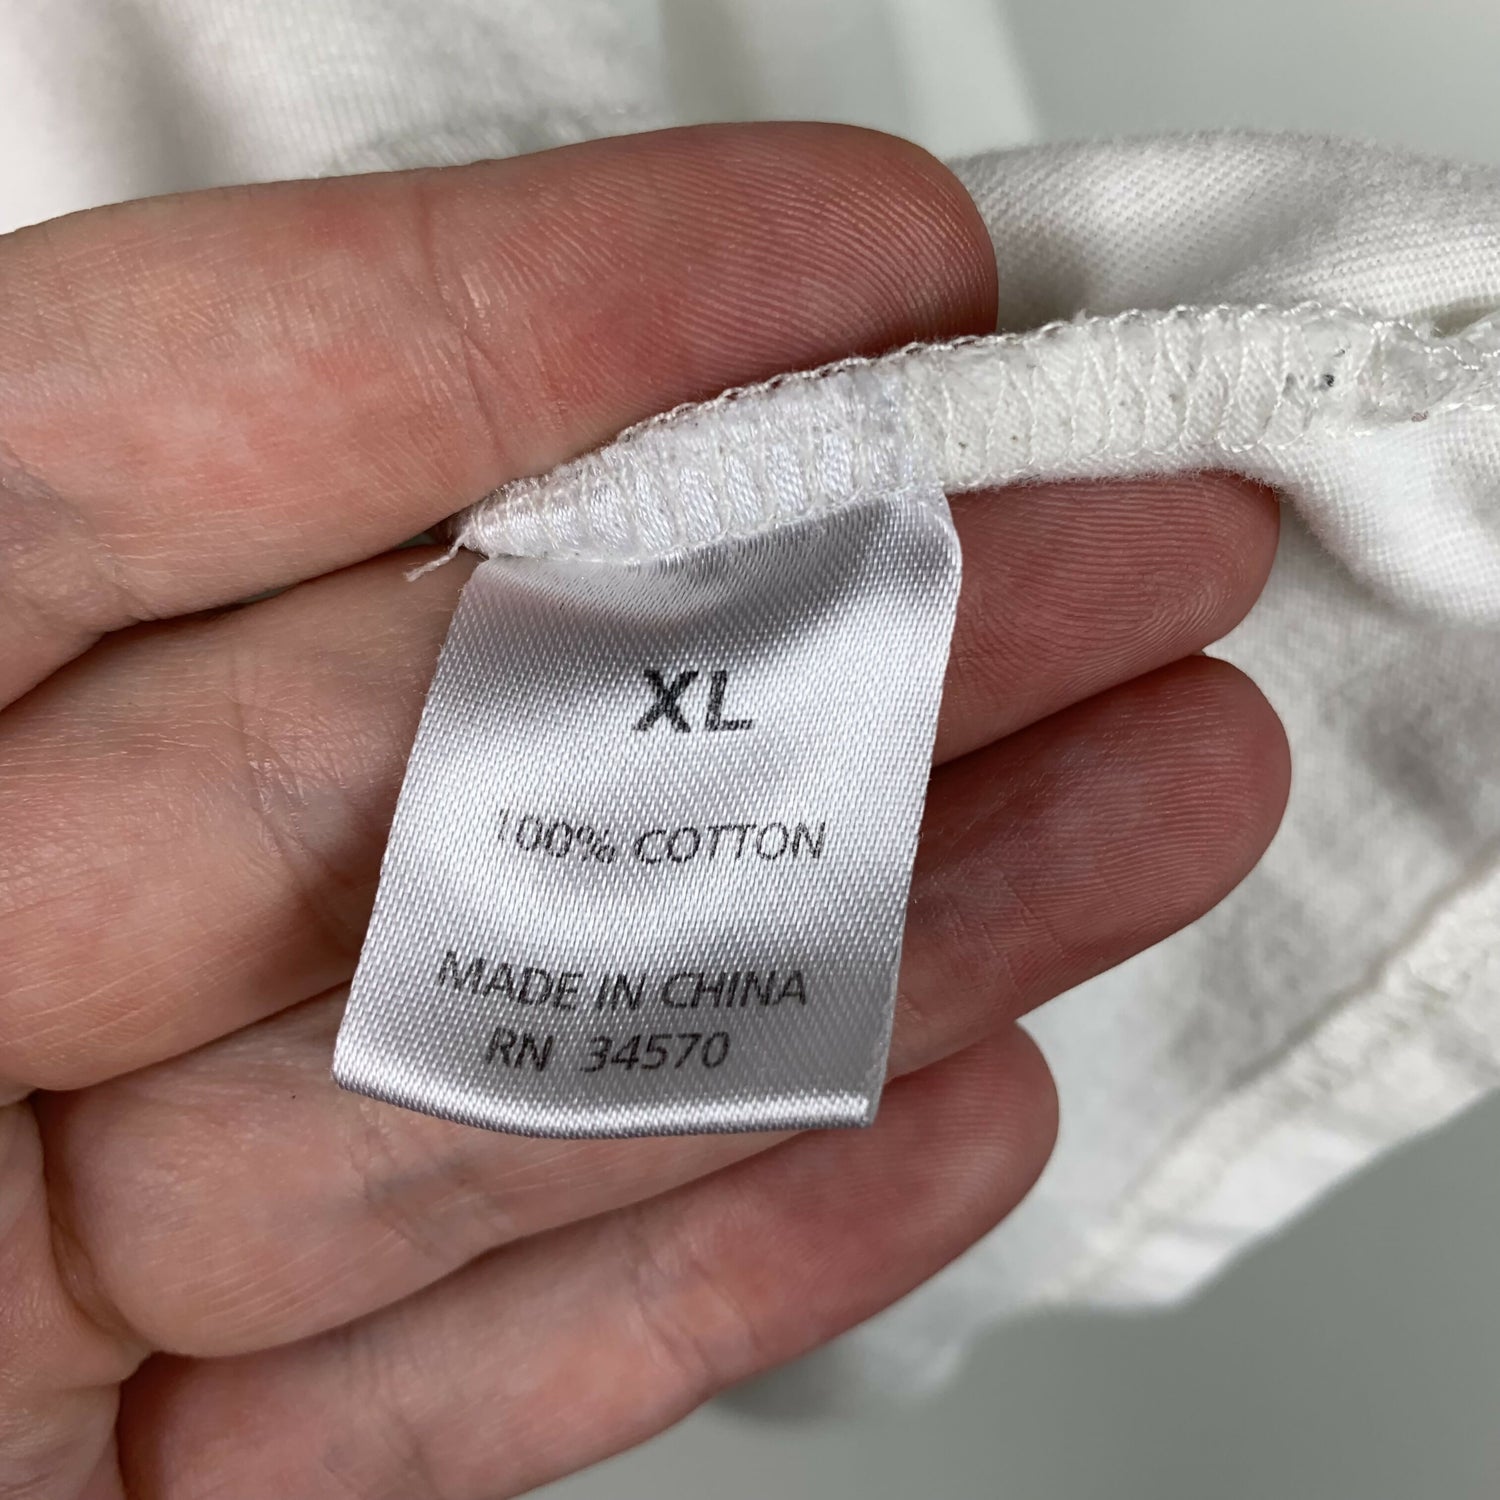 XL
100% COTTON
MADE IN CHINA
RN 34570